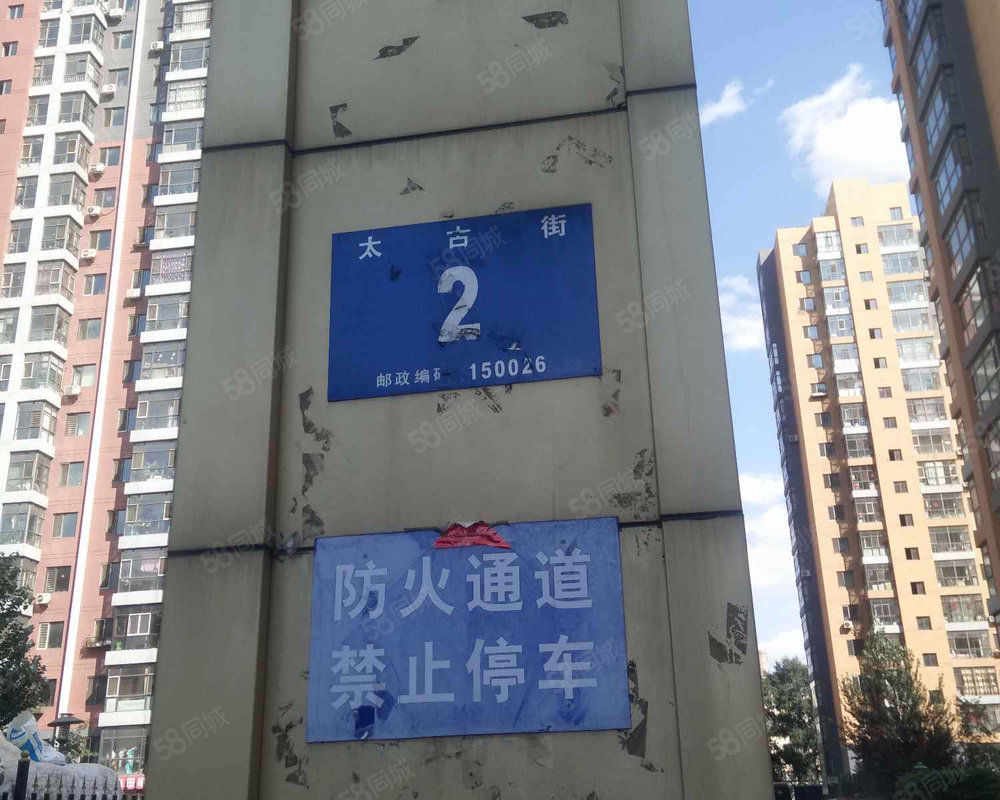 太古街
2
邮政编码 150026
防火通道
禁止停车
58同城